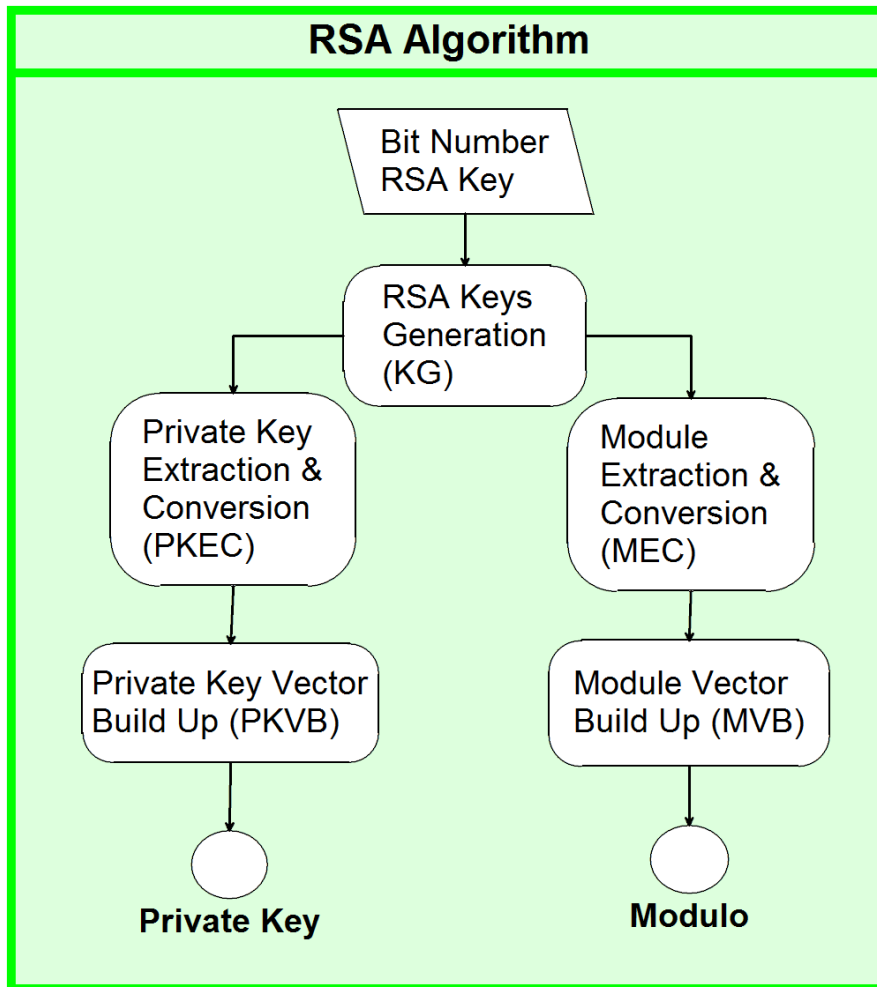 RSA Algorithm
Bit Number
RSA Key
RSA Keys
Generation
(KG)
Private Key
Extraction &
Conversion
(PKEC)
Module
Extraction &
Conversion
(MEC)
Private Key Vector
Build Up (PKVB)
Module Vector
Build Up (MVB)
Private Key
Modulo